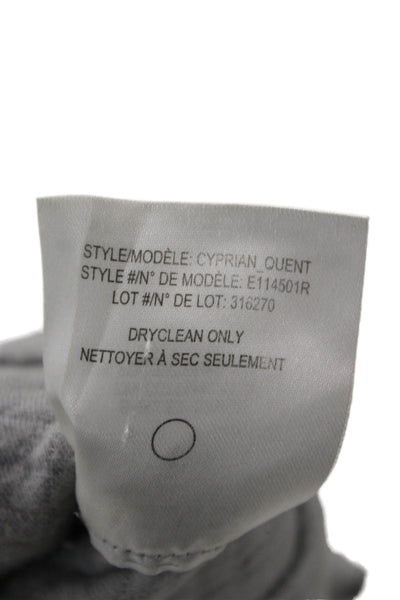 STYLE/MODÈLE: CYPRIAN_QUENT
STYLE #/N° DE MODÈLE: E114501R
LOT #/N° DE LOT: 316270
DRYCLEAN ONLY
NETTOYER À SEC SEULEMENT